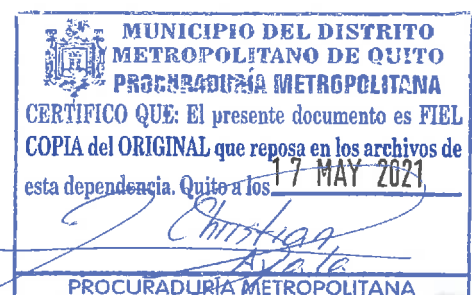 MUNICIPIO DEL DISTRITO
METROPOLITANO DE QUITO
PROCURADURÍA METROPOLITANA
CERTIFICO QUE: El presente documento es FIEL
COPIA del ORIGINAL que reposa en los archivos de
esta dependencia. Quito a los 17 MAY 2021
Christian
Ayala
PROCURADURÍA METROPOLITANA